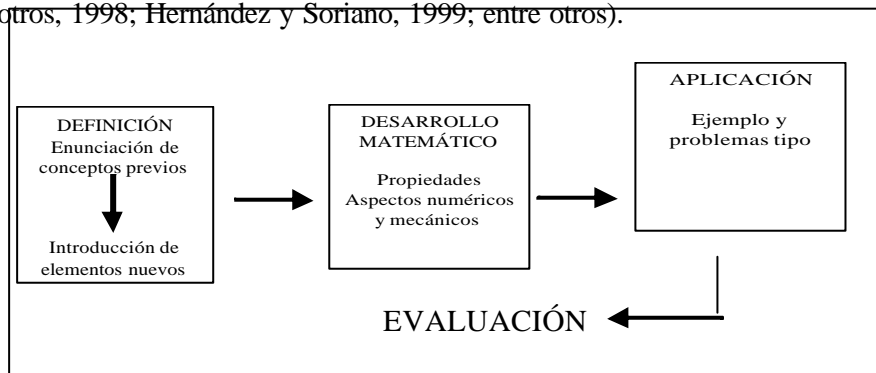 otros, 1998; Hernández y Soriano, 1999; entre otros).
DEFINICIÓN
Enunciación de
conceptos previos
Introducción de
elementos nuevos
DESARROLLO
MATEMÁTICO
Propiedades
Aspectos numéricos
y mecánicos
APLICACIÓN
Ejemplo y
problemas tipo
EVALUACIÓN